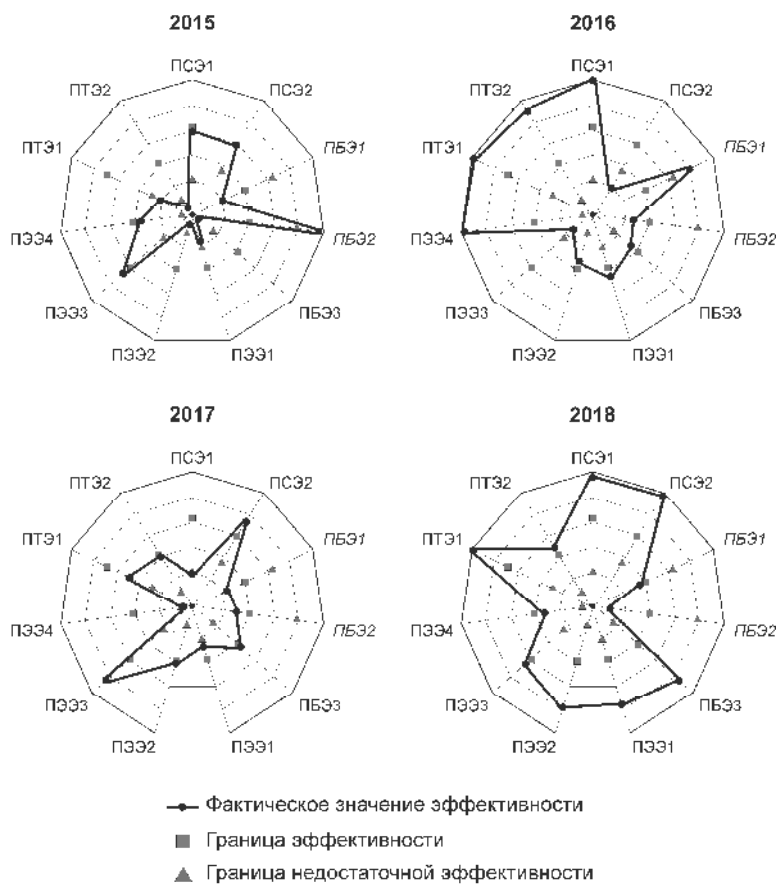 2015
ПСЭ1
ПСЭ2
ПБЭ1
ПБЭ2
ПБЭ3
ПЭЭ1
ПЭЭ2
ПЭЭ3
ПЭЭ4
ПТЭ1
ПТЭ2
2016
ПСЭ1
ПСЭ2
ПБЭ1
ПБЭ2
ПБЭ3
ПЭЭ1
ПЭЭ2
ПЭЭ3
ПЭЭ4
ПТЭ1
ПТЭ2
2017
ПСЭ1
ПСЭ2
ПБЭ1
ПБЭ2
ПБЭ3
ПЭЭ1
ПЭЭ2
ПЭЭ3
ПЭЭ4
ПТЭ1
ПТЭ2
2018
ПСЭ1
ПСЭ2
ПБЭ1
ПБЭ2
ПБЭ3
ПЭЭ1
ПЭЭ2
ПЭЭ3
ПЭЭ4
ПТЭ1
ПТЭ2
Фактическое значение эффективности
Граница эффективности
Граница недостаточной эффективности